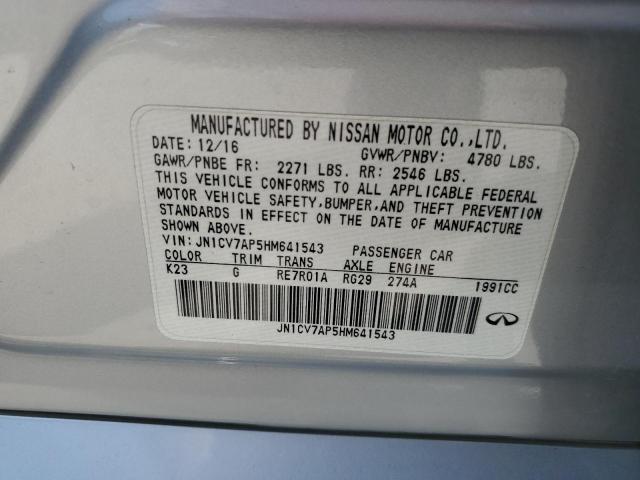 MANUFACTURED BY NISSAN MOTOR CO.,LTD.
DATE: 12/16 GVWR/PNBV: 4780 LBS.
GAWR/PNBE FR: 2271 LBS. RR: 2546 LBS.
THIS VEHICLE CONFORMS TO ALL APPLICABLE FEDERAL
MOTOR VEHICLE SAFETY,BUMPER,AND THEFT PREVENTION
STANDARDS IN EFFECT ON THE DATE OF MANUFACTURE
SHOWN ABOVE.
VIN: JN1CV7AP5HM641543 PASSENGER CAR
COLOR TRIM TRANS AXLE ENGINE
K23 G RE7R01A RG29 274A 1991CC
JN1CV7AP5HM641543